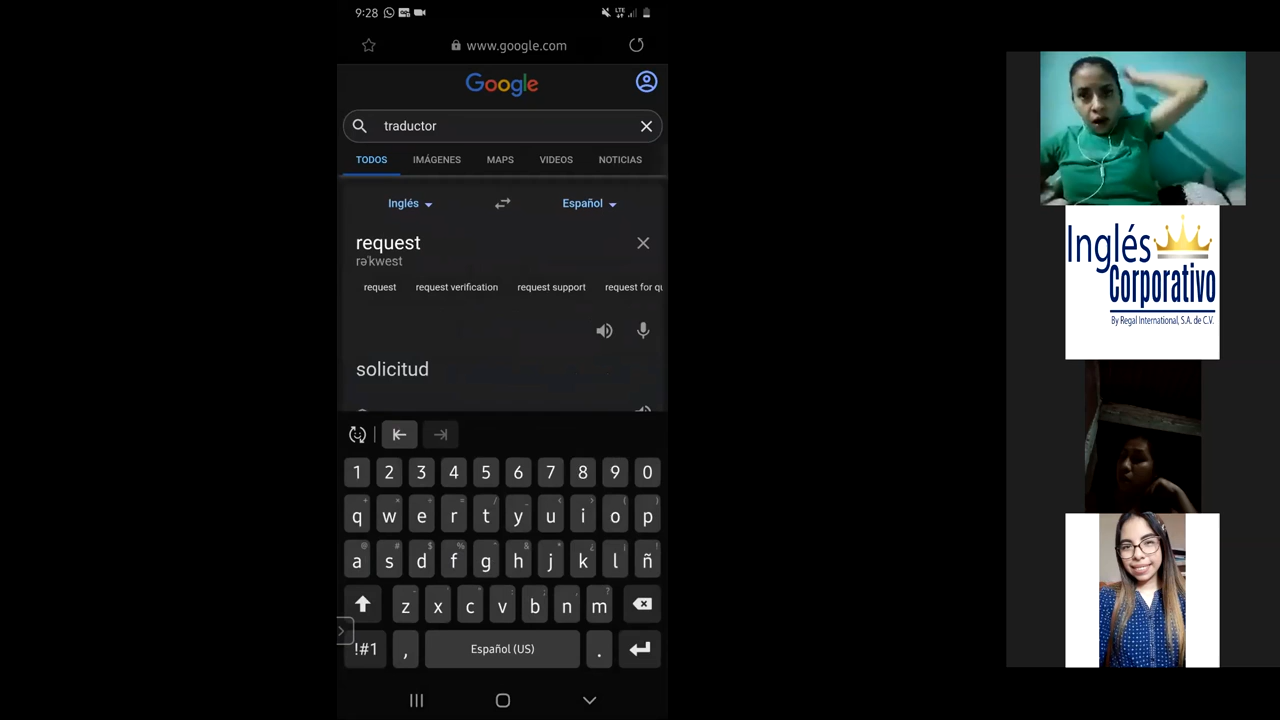 9:28
LTE
www.google.com
Google
traductor
TODOS IMÁGENES MAPS VIDEOS NOTICIAS
Inglés Español
request
rəˈkwest
request request verification request support request for qu
solicitud
1 2 3 4 5 6 7 8 9 0
q w e r t y u i o p
a s d f g h j k l ñ
z x c v b n m
!#1 , Español (US) .
Inglés
Corporativo
By Regal International, S.A. de C.V.